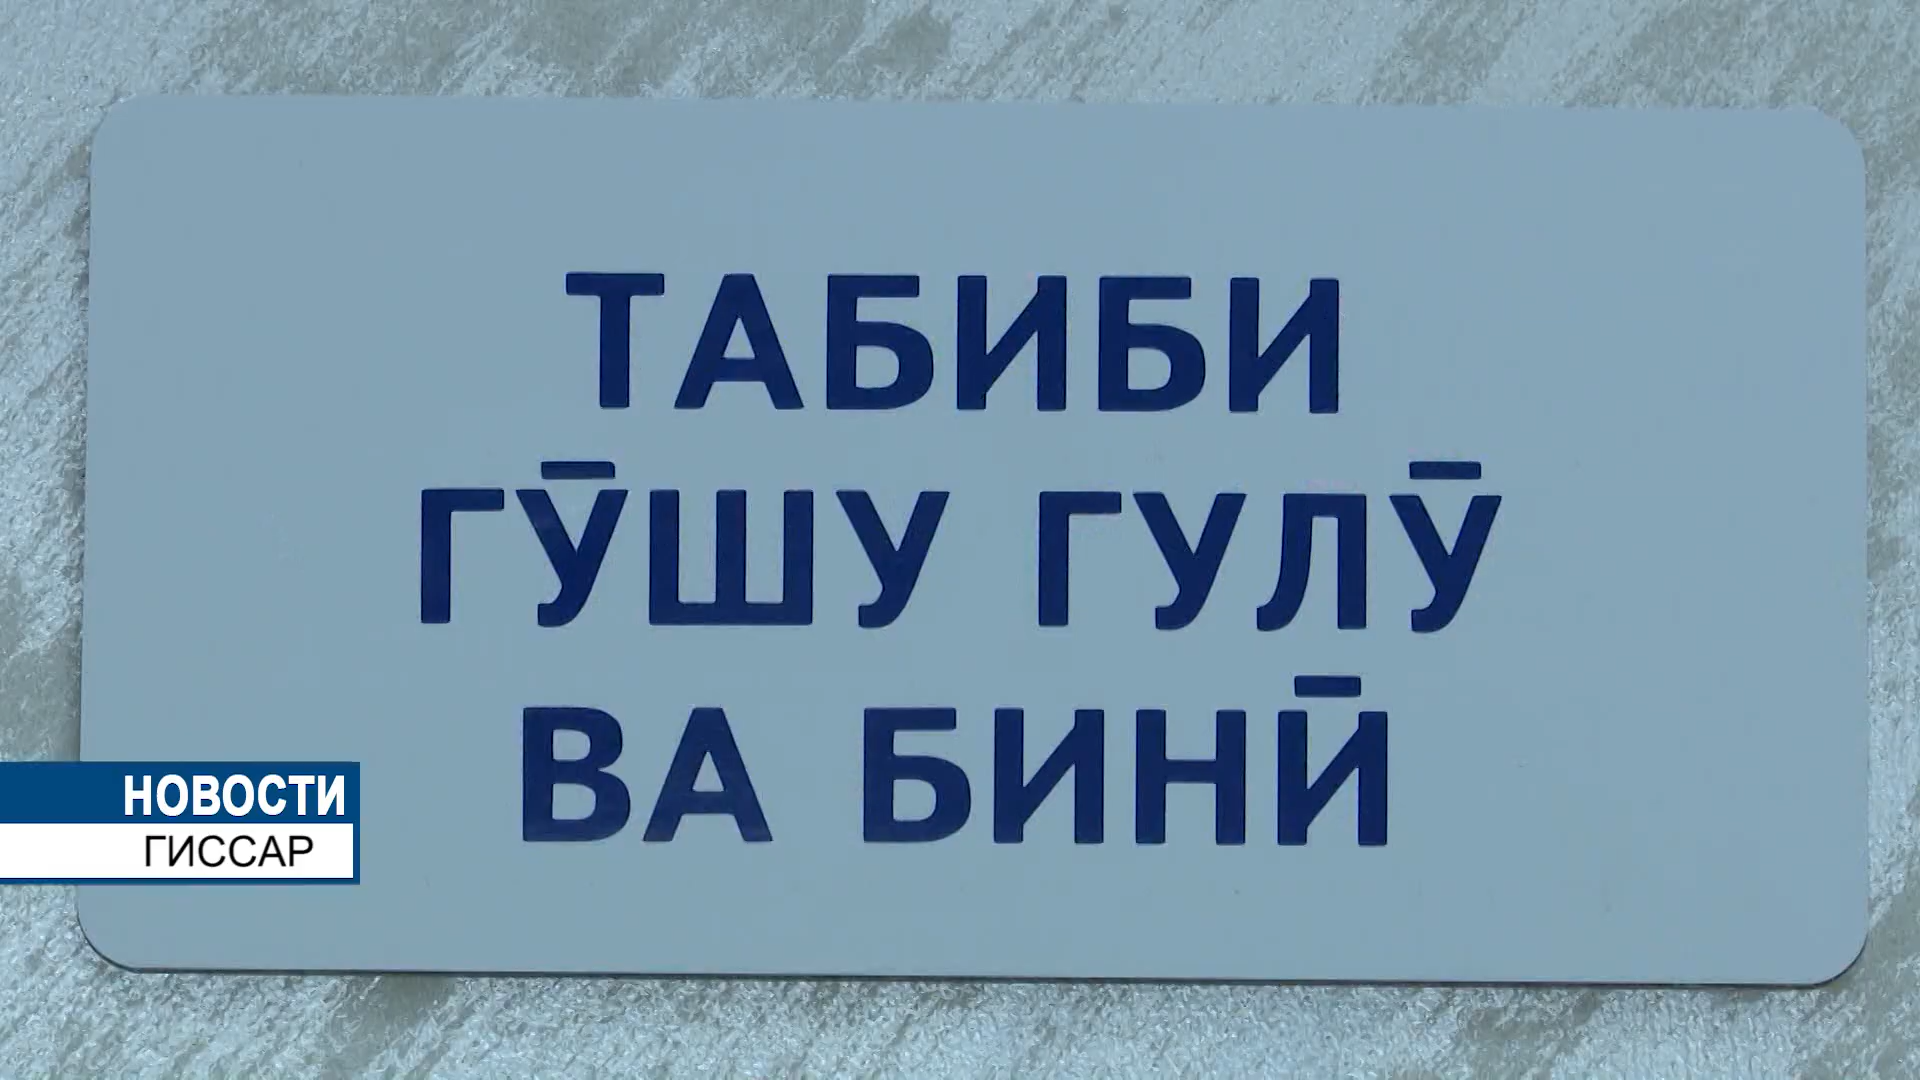 ТАБИБИ
ГӮШУ ГУЛӮ
ВА БИНӢ
НОВОСТИ
ГИССАР